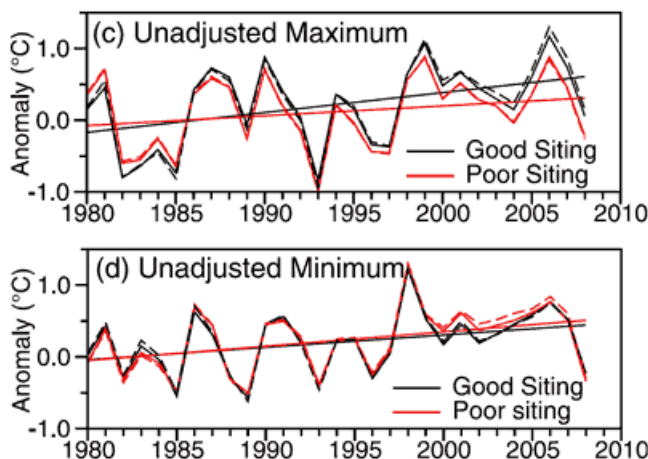 (c) Unadjusted Maximum
Anomaly (°C)
1.0
0.0
-1.0
Good Siting
Poor Siting
1980 1985 1990 1995 2000 2005 2010
(d) Unadjusted Minimum
Anomaly (°C)
1.0
0.0
-1.0
Good Siting
Poor siting
1980 1985 1990 1995 2000 2005 2010